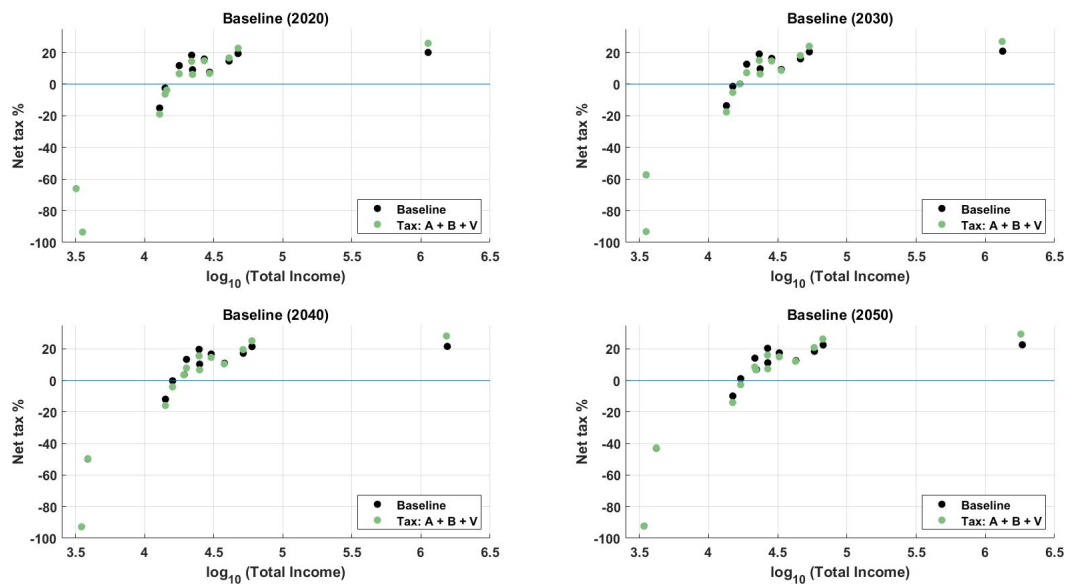 Baseline (2020)
Net tax %
20
0
-20
-40
-60
-80
-100
3.5 4 4.5 5 5.5 6 6.5
log10 (Total Income)
Baseline
Tax: A + B + V
Baseline (2030)
Net tax %
20
0
-20
-40
-60
-80
-100
3.5 4 4.5 5 5.5 6 6.5
log10 (Total Income)
Baseline
Tax: A + B + V
Baseline (2040)
Net tax %
20
0
-20
-40
-60
-80
-100
3.5 4 4.5 5 5.5 6 6.5
log10 (Total Income)
Baseline
Tax: A + B + V
Baseline (2050)
Net tax %
20
0
-20
-40
-60
-80
-100
3.5 4 4.5 5 5.5 6 6.5
log10 (Total Income)
Baseline
Tax: A + B + V